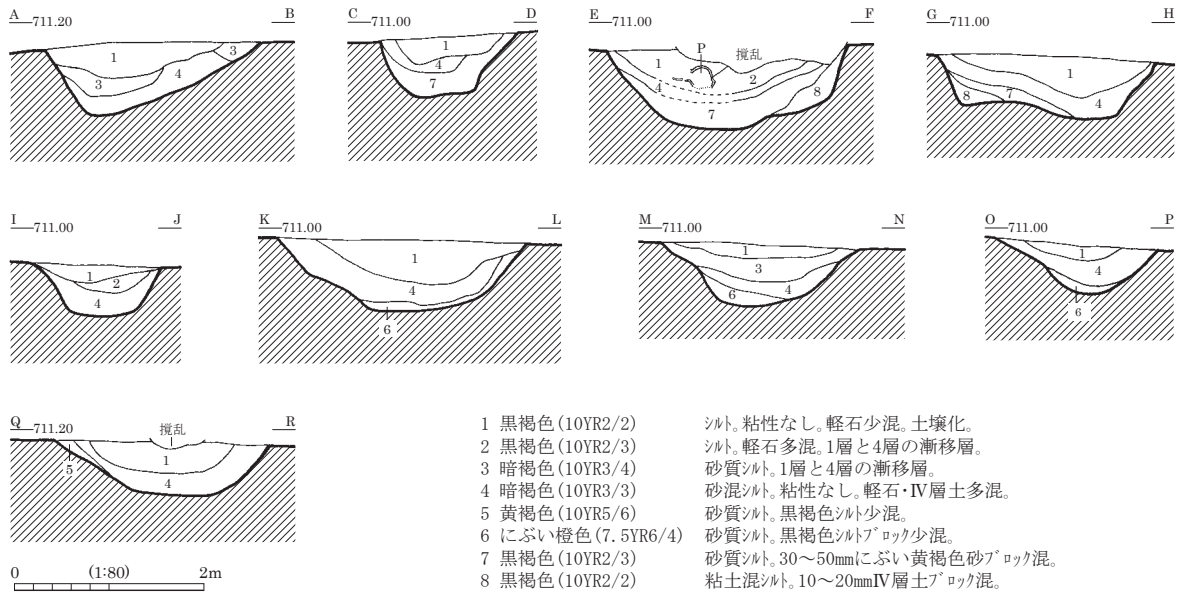 A 711.20 B
C 711.00 D
E 711.00 F
G 711.00 H
1 3 3 4
1 4 7
P 撹乱 1 2 4 7 8
1 7 8 4
I 711.00 J
K 711.00 L
M 711.00 N
O 711.00 P
1 2 4
1 4 6
1 3 6 4
1 4 6
Q 711.20 R
撹乱
1 5 4
1 黒褐色(10YR2/2) ｼﾙﾄ。粘性なし。軽石少混。土壌化。
2 黒褐色(10YR2/3) ｼﾙﾄ。軽石多混。1層と4層の漸移層。
3 暗褐色(10YR3/4) 砂質ｼﾙﾄ。1層と4層の漸移層。
4 暗褐色(10YR3/3) 砂混ｼﾙﾄ。粘性なし。軽石・Ⅳ層土多混。
5 黄褐色(10YR5/6) 砂質ｼﾙﾄ。黒褐色ｼﾙﾄ少混。
6 にぶい橙色(7.5YR6/4) 砂質ｼﾙﾄ。黒褐色ｼﾙﾄﾌﾞﾛｯｸ少混。
7 黒褐色(10YR2/3) 砂質ｼﾙﾄ。30～50mmにぶい黄褐色砂ﾌﾞﾛｯｸ混。
8 黒褐色(10YR2/2) 粘土混ｼﾙﾄ。10～20mmⅣ層土ﾌﾞﾛｯｸ混。
0 (1:80) 2m